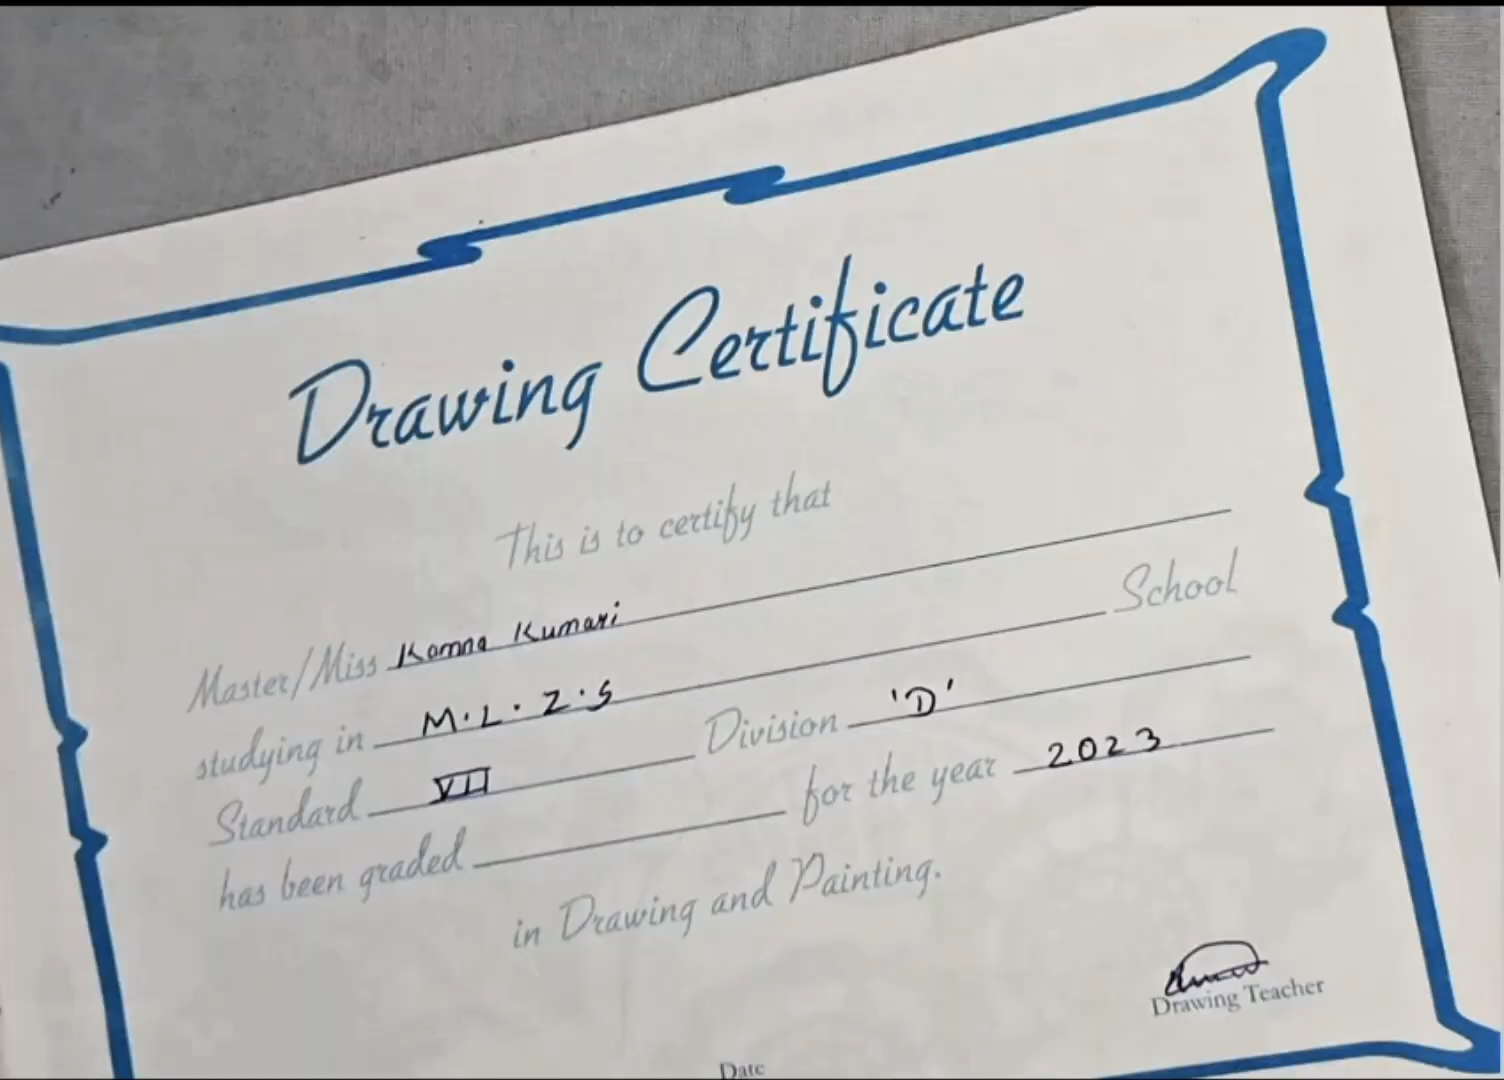 Drawing Certificate
This is to certify that
Master/Miss Kamna Kumari
studying in M.L.Z.S School
Standard VII Division 'D'
has been graded for the year 2023
in Drawing and Painting.
Drawing Teacher
Date